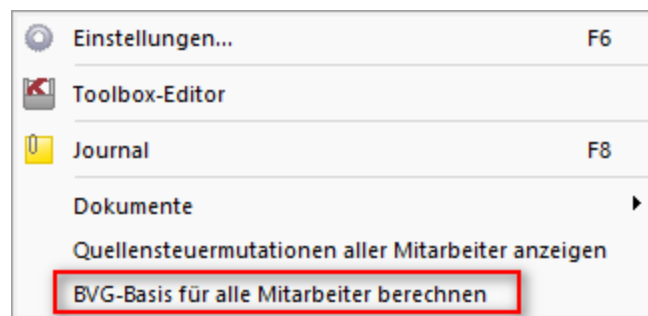 Einstellungen... F6
Toolbox-Editor
Journal F8
Dokumente
Quellensteuermutationen aller Mitarbeiter anzeigen
BVG-Basis für alle Mitarbeiter berechnen